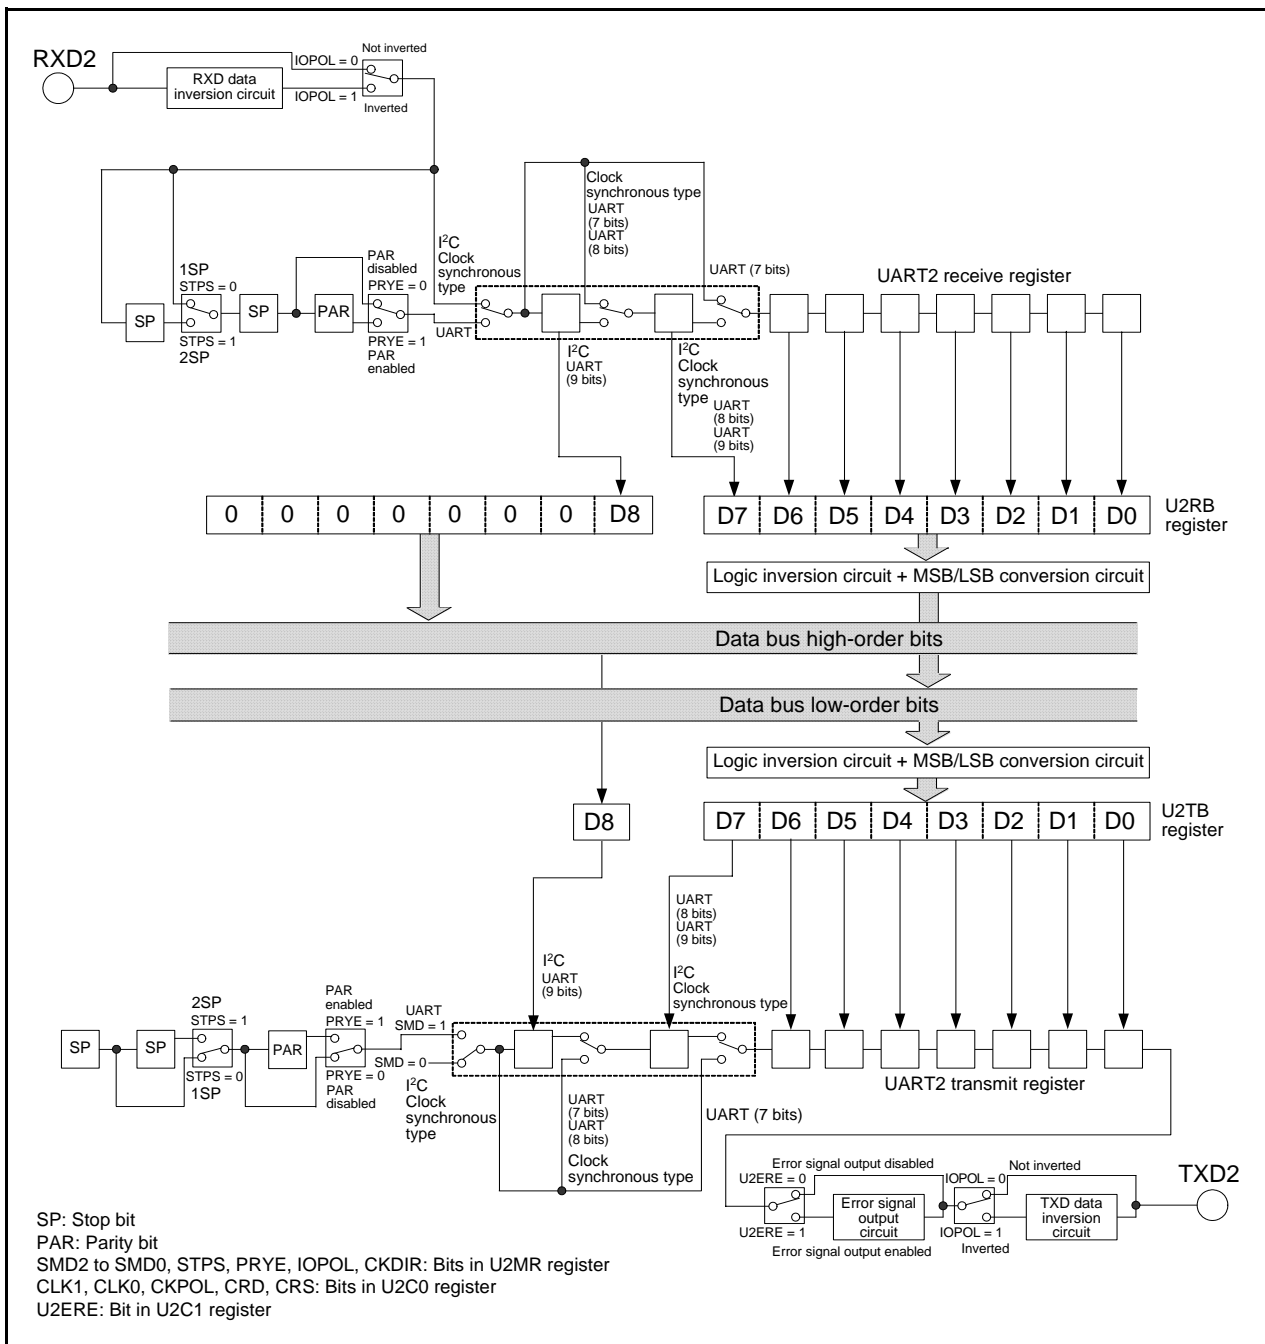 RXD2
IOPOL = 0
Not inverted
RXD data
inversion circuit
IOPOL = 1
Inverted
1SP
STPS = 0
SP
STPS = 1
2SP
SP
PAR
disabled
PRYE = 0
PAR
PRYE = 1
PAR
enabled
I²C
Clock
synchronous
type
UART
Clock
synchronous type
UART
(7 bits)
UART
(8 bits)
UART (7 bits)
UART2 receive register
I²C
UART
(9 bits)
I²C
Clock
synchronous
type
UART
(8 bits)
UART
(9 bits)
0 0 0 0 0 0 0 D8
D7 D6 D5 D4 D3 D2 D1 D0
U2RB
register
Logic inversion circuit + MSB/LSB conversion circuit
Data bus high-order bits
Data bus low-order bits
Logic inversion circuit + MSB/LSB conversion circuit
D8
D7 D6 D5 D4 D3 D2 D1 D0
U2TB
register
UART
(8 bits)
UART
(9 bits)
I²C
UART
(9 bits)
I²C
Clock
synchronous type
SP
SP
2SP
STPS = 1
STPS = 0
1SP
PAR
PAR
enabled
PRYE = 1
PRYE = 0
PAR
disabled
UART
SMD = 1
SMD = 0
I²C
Clock
synchronous
type
UART
(7 bits)
UART
(8 bits)
Clock
synchronous type
UART (7 bits)
UART2 transmit register
Error signal output disabled
U2ERE = 0
U2ERE = 1
Error signal
output
circuit
Error signal output enabled
IOPOL = 0
Not inverted
IOPOL = 1
Inverted
TXD data
inversion
circuit
TXD2
SP: Stop bit
PAR: Parity bit
SMD2 to SMD0, STPS, PRYE, IOPOL, CKDIR: Bits in U2MR register
CLK1, CLK0, CKPOL, CRD, CRS: Bits in U2C0 register
U2ERE: Bit in U2C1 register